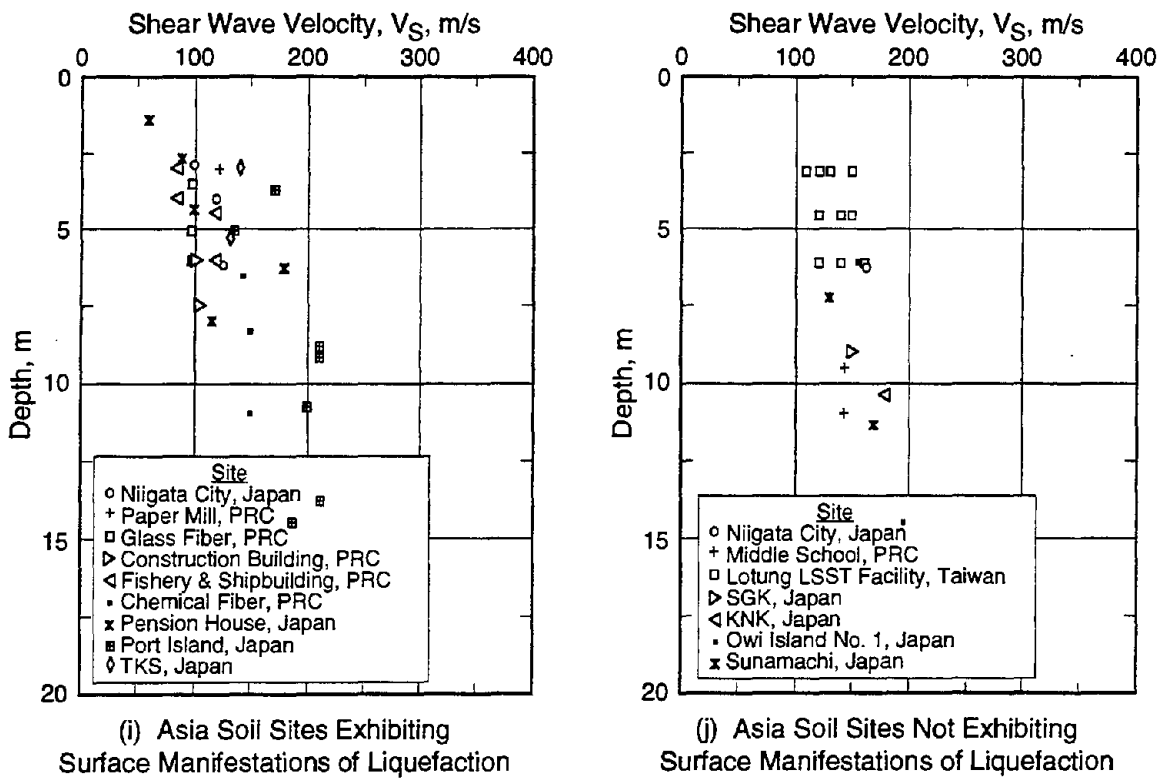 Shear Wave Velocity, VS, m/s
0 100 200 300 400
0
5
10
15
20
Depth, m
Site
Niigata City, Japan
Paper Mill, PRC
Glass Fiber, PRC
Construction Building, PRC
Fishery & Shipbuilding, PRC
Chemical Fiber, PRC
Pension House, Japan
Port Island, Japan
TKS, Japan
(i) Asia Soil Sites Exhibiting
Surface Manifestations of Liquefaction
Shear Wave Velocity, VS, m/s
0 100 200 300 400
0
5
10
15
20
Depth, m
Site
Niigata City, Japan
Middle School, PRC
Lotung LSST Facility, Taiwan
SGK, Japan
KNK, Japan
Owi Island No. 1, Japan
Sunamachi, Japan
(j) Asia Soil Sites Not Exhibiting
Surface Manifestations of Liquefaction